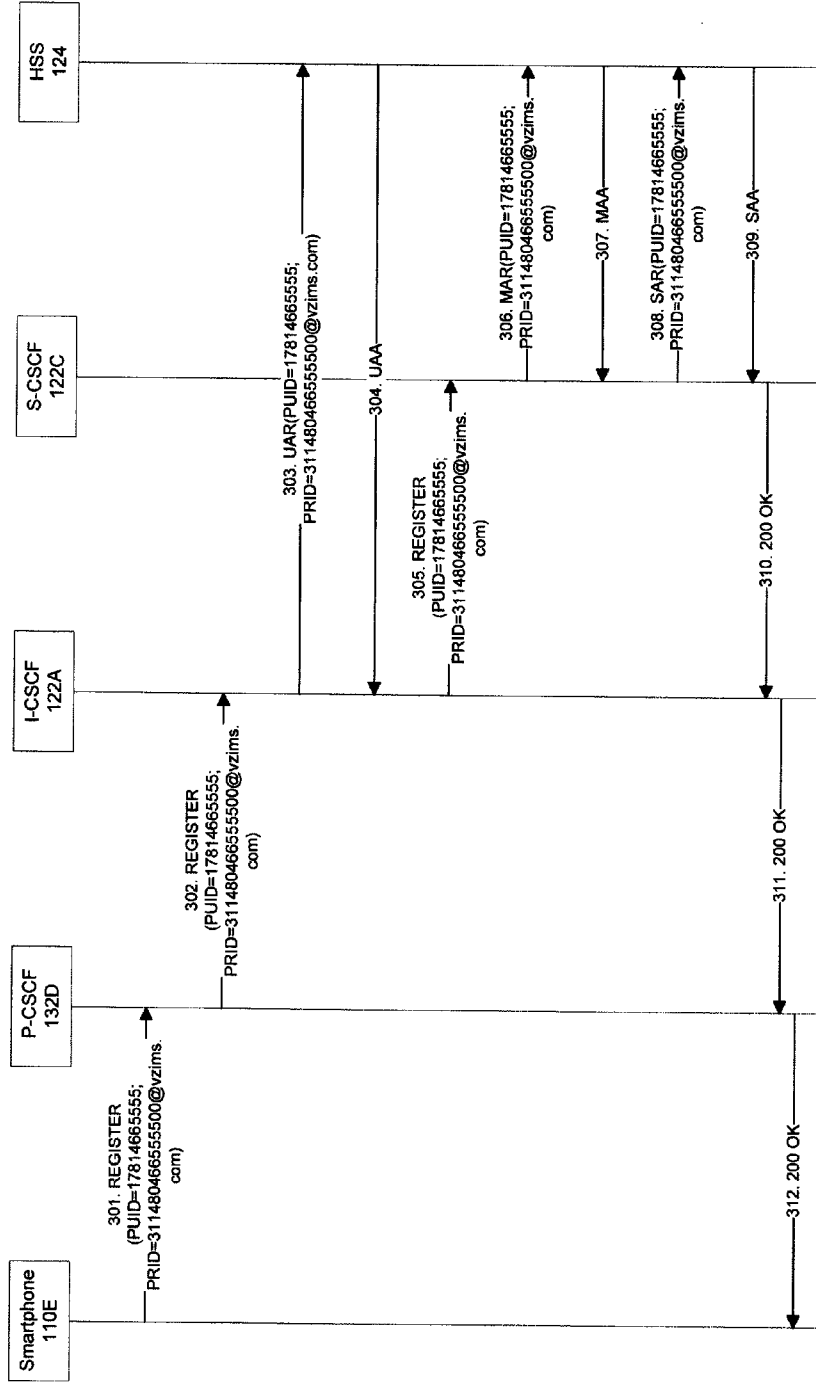 Smartphone
110E
P-CSCF
132D
I-CSCF
122A
S-CSCF
122C
HSS
124
301. REGISTER
(PUID=17814665555;
PRID=311480466555500@vzims.
com)
302. REGISTER
(PUID=17814665555;
PRID=311480466555500@vzims.
com)
303. UAR(PUID=17814665555;
PRID=311480466555500@vzims.com)
304. UAA
305. REGISTER
(PUID=17814665555;
PRID=311480466555500@vzims.
com)
306. MAR(PUID=17814665555;
PRID=311480466555500@vzims.
com)
307. MAA
308. SAR(PUID=17814665555;
PRID=311480466555500@vzims.
com)
309. SAA
310. 200 OK
311. 200 OK
312. 200 OK